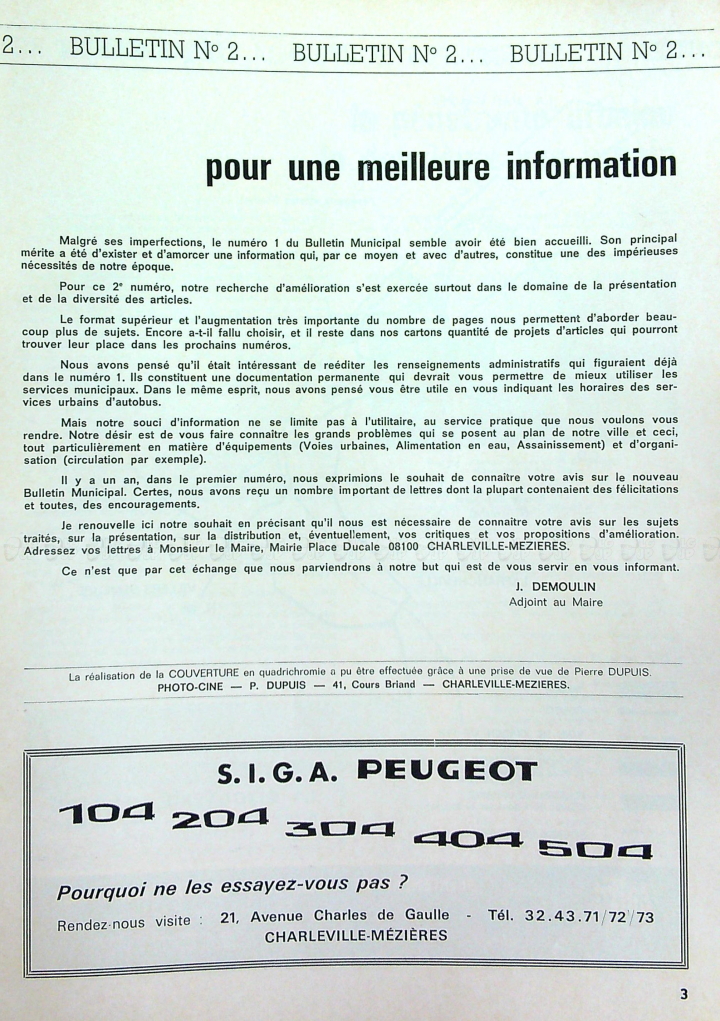 2... BULLETIN Nº 2... BULLETIN Nº 2... BULLETIN Nº 2...
pour une meilleure information
Malgré ses imperfections, le numéro 1 du Bulletin Municipal semble avoir été bien accueilli. Son principal
mérite a été d'exister et d'amorcer une information qui, par ce moyen et avec d'autres, constitue une des impérieuses
nécessités de notre époque.
Pour ce 2e numéro, notre recherche d'amélioration s'est exercée surtout dans le domaine de la présentation
et de la diversité des articles.
Le format supérieur et l'augmentation très importante du nombre de pages nous permettent d'aborder beau-
coup plus de sujets. Encore a-t-il fallu choisir, et il reste dans nos cartons quantité de projets d'articles qui pourront
trouver leur place dans les prochains numéros.
Nous avons pensé qu'il était intéressant de reéditer les renseignements administratifs qui figuraient déjà
dans le numéro 1. Ils constituent une documentation permanente qui devrait vous permettre de mieux utiliser les
services municipaux. Dans le même esprit, nous avons pensé vous être utile en vous indiquant les horaires des ser-
vices urbains d'autobus.
Mais notre souci d'information ne se limite pas à l'utilitaire, au service pratique que nous voulons vous
rendre. Notre désir est de vous faire connaître les grands problèmes qui se posent au plan de notre ville et ceci,
tout particulièrement en matière d'équipements (Voies urbaines, Alimentation en eau, Assainissement) et d'organi-
sation (circulation par exemple).
Il y a un an, dans le premier numéro, nous exprimions le souhait de connaitre votre avis sur le nouveau
Bulletin Municipal. Certes, nous avons reçu un nombre important de lettres dont la plupart contenaient des félicitations
et toutes, des encouragements.
Je renouvelle ici notre souhait en précisant qu'il nous est nécessaire de connaitre votre avis sur les sujets
traités, sur la présentation, sur la distribution et, éventuellement, vos critiques et vos propositions d'amélioration.
Adressez vos lettres à Monsieur le Maire, Mairie Place Ducale 08100 CHARLEVILLE-MEZIERES.
Ce n'est que par cet échange que nous parviendrons à notre but qui est de vous servir en vous informant.
J. DEMOULIN
Adjoint au Maire
La réalisation de la COUVERTURE en quadrichromie a pu être effectuée grâce à une prise de vue de Pierre DUPUIS.
PHOTO-CINE — P. DUPUIS — 41, Cours Briand — CHARLEVILLE-MEZIERES.
S.I.G.A. PEUGEOT
104 204 304 404 504
Pourquoi ne les essayez-vous pas ?
Rendez-nous visite : 21, Avenue Charles de Gaulle - Tél. 32.43.71/72/73
CHARLEVILLE-MÉZIÈRES
3